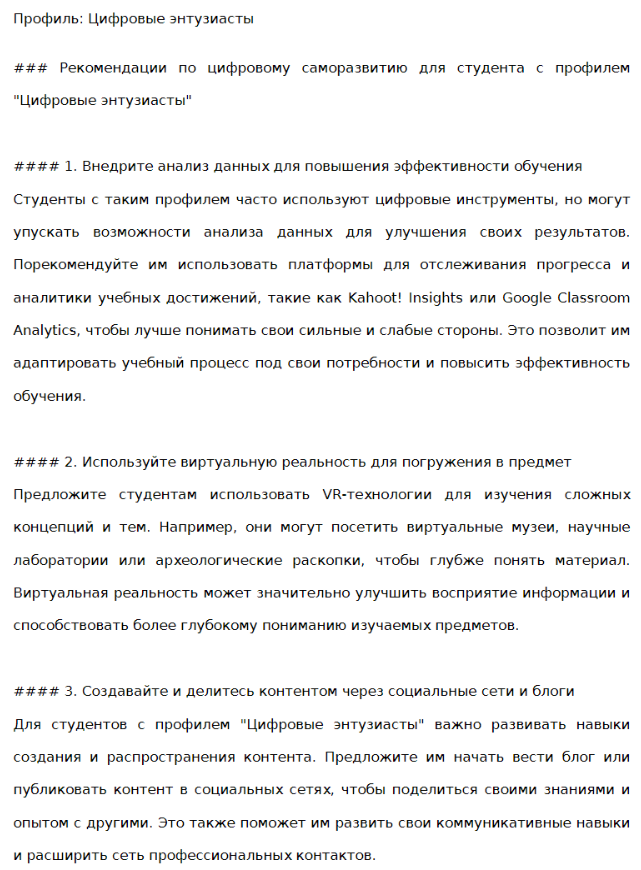 Профиль: Цифровые энтузиасты
### Рекомендации по цифровому саморазвитию для студента с профилем
"Цифровые энтузиасты"
#### 1. Внедрите анализ данных для повышения эффективности обучения
Студенты с таким профилем часто используют цифровые инструменты, но могут
упускать возможности анализа данных для улучшения своих результатов.
Порекомендуйте им использовать платформы для отслеживания прогресса и
аналитики учебных достижений, такие как Kahoot! Insights или Google Classroom
Analytics, чтобы лучше понимать свои сильные и слабые стороны. Это позволит им
адаптировать учебный процесс под свои потребности и повысить эффективность
обучения.
#### 2. Используйте виртуальную реальность для погружения в предмет
Предложите студентам использовать VR-технологии для изучения сложных
концепций и тем. Например, они могут посетить виртуальные музеи, научные
лаборатории или археологические раскопки, чтобы глубже понять материал.
Виртуальная реальность может значительно улучшить восприятие информации и
способствовать более глубокому пониманию изучаемых предметов.
#### 3. Создавайте и делитесь контентом через социальные сети и блоги
Для студентов с профилем "Цифровые энтузиасты" важно развивать навыки
создания и распространения контента. Предложите им начать вести блог или
публиковать контент в социальных сетях, чтобы поделиться своими знаниями и
опытом с другими. Это также поможет им развить свои коммуникативные навыки
и расширить сеть профессиональных контактов.